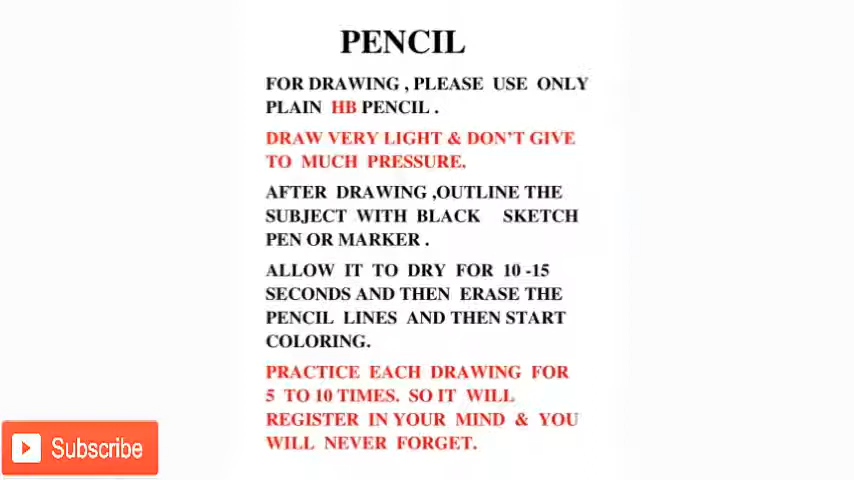 PENCIL
FOR DRAWING , PLEASE USE ONLY
PLAIN HB PENCIL .
DRAW VERY LIGHT & DON'T GIVE
TO MUCH PRESSURE.
AFTER DRAWING ,OUTLINE THE
SUBJECT WITH BLACK SKETCH
PEN OR MARKER .
ALLOW IT TO DRY FOR 10 -15
SECONDS AND THEN ERASE THE
PENCIL LINES AND THEN START
COLORING.
PRACTICE EACH DRAWING FOR
5 TO 10 TIMES. SO IT WILL
REGISTER IN YOUR MIND & YOU
WILL NEVER FORGET.
Subscribe